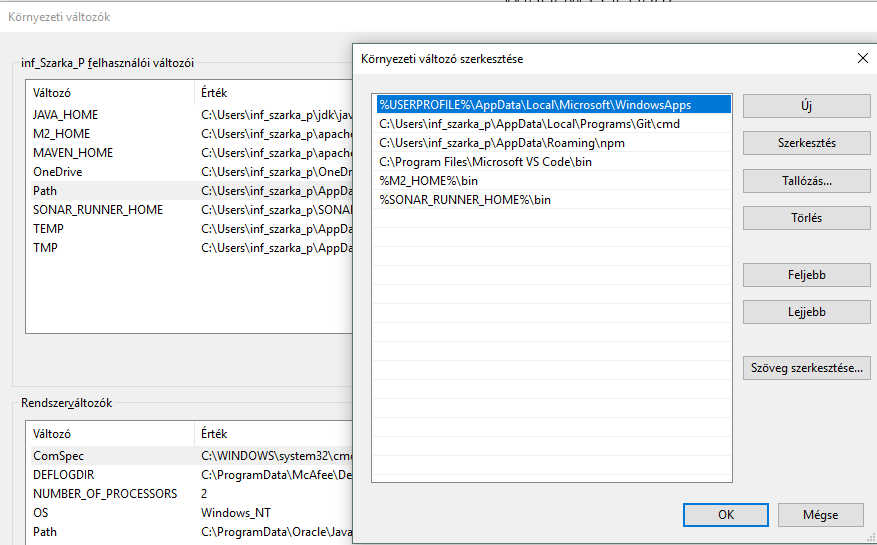 Környezeti változók
inf_Szarka_P felhasználói változói
Változó Érték
JAVA_HOME C:\Users\inf_szarka_p\jdk\jav
M2_HOME C:\Users\inf_szarka_p\apach
MAVEN_HOME C:\Users\inf_szarka_p\apach
OneDrive C:\Users\inf_szarka_p\OneD
Path C:\Users\inf_szarka_p\AppDa
SONAR_RUNNER_HOME C:\Users\inf_szarka_p\SONA
TEMP C:\Users\inf_szarka_p\AppDa
TMP C:\Users\inf_szarka_p\AppDa
Rendszerváltozók
Változó Érték
ComSpec C:\WINDOWS\system32\cm
DEFLOGDIR C:\ProgramData\McAfee\De
NUMBER_OF_PROCESSORS 2
OS Windows_NT
Path C:\ProgramData\Oracle\Java
Környezeti változó szerkesztése
%USERPROFILE%\AppData\Local\Microsoft\WindowsApps
C:\Users\inf_szarka_p\AppData\Local\Programs\Git\cmd
C:\Users\inf_szarka_p\AppData\Roaming\npm
C:\Program Files\Microsoft VS Code\bin
%M2_HOME%\bin
%SONAR_RUNNER_HOME%\bin
Új
Szerkesztés
Tallózás...
Törlés
Feljebb
Lejjebb
Szöveg szerkesztése...
OK
Mégse